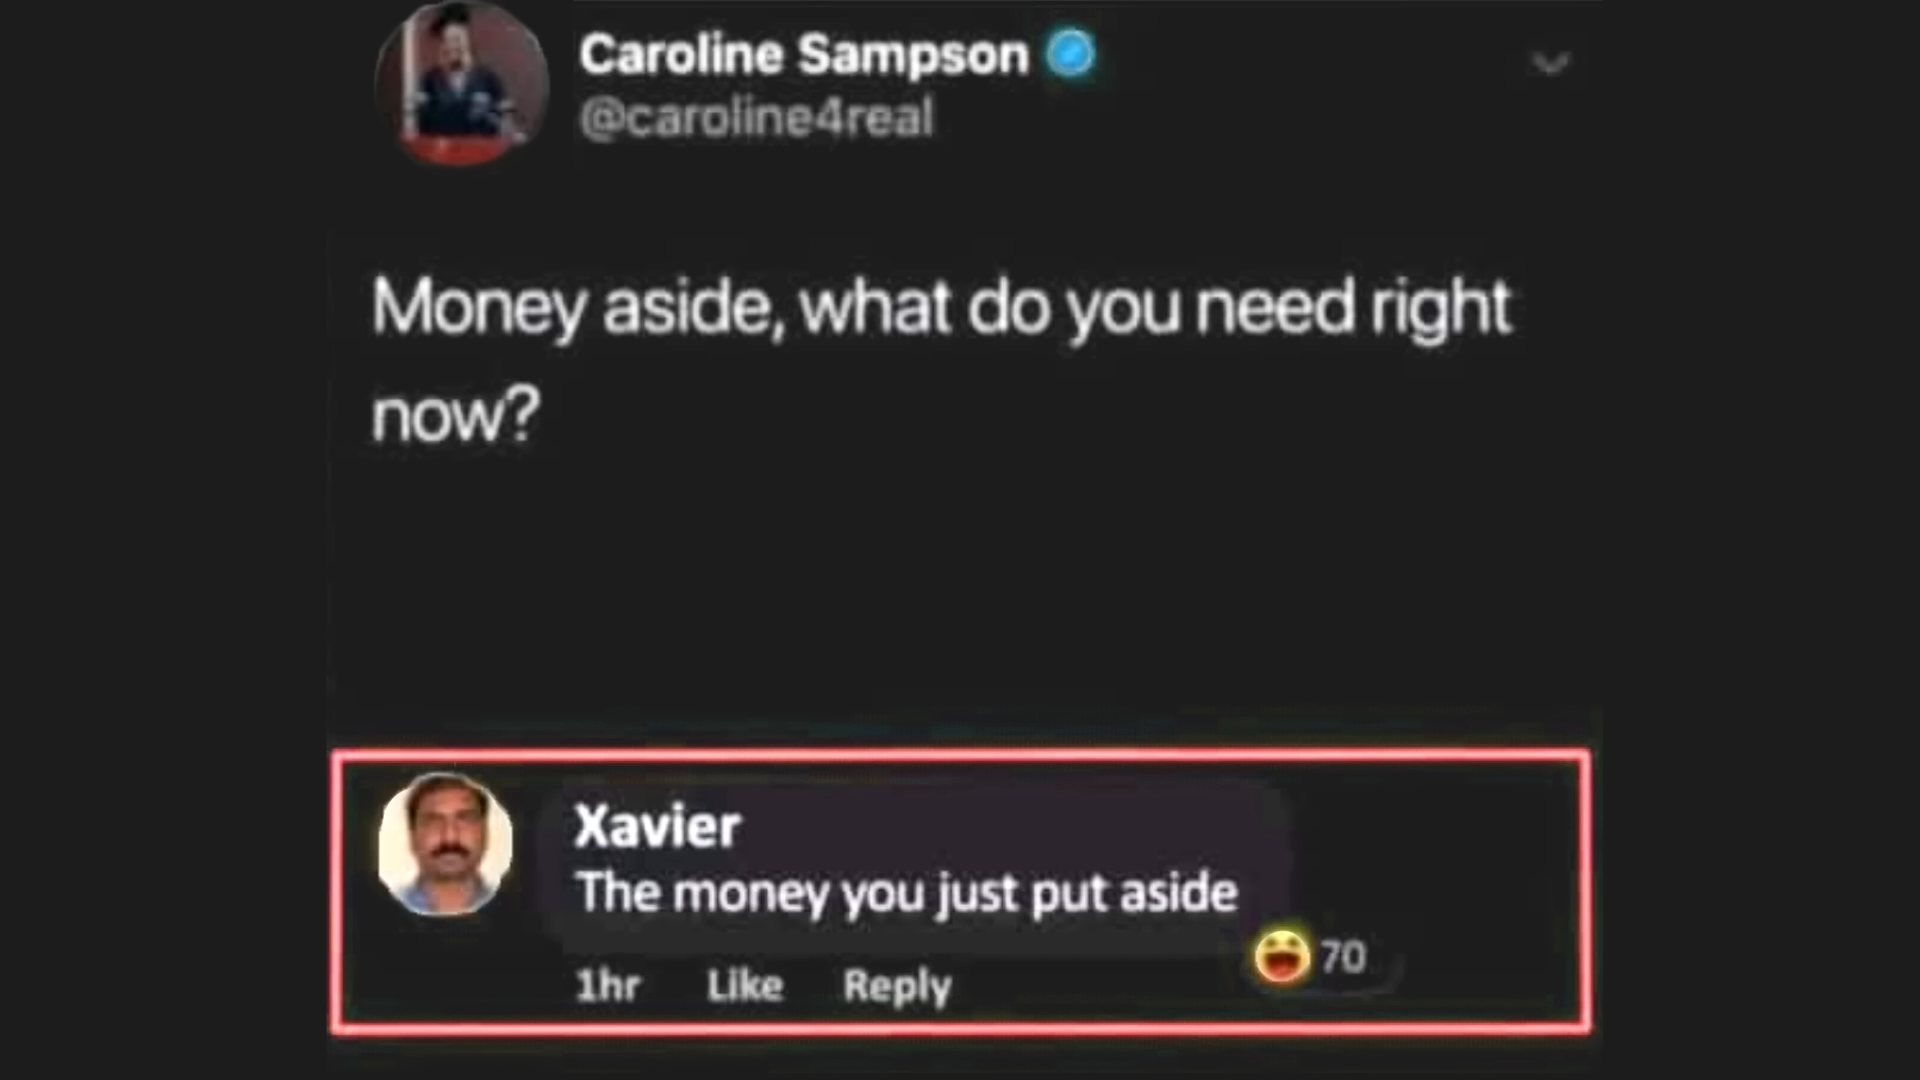 Caroline Sampson
@caroline4real
Money aside, what do you need right
now?
Xavier
The money you just put aside
70
1hr Like Reply